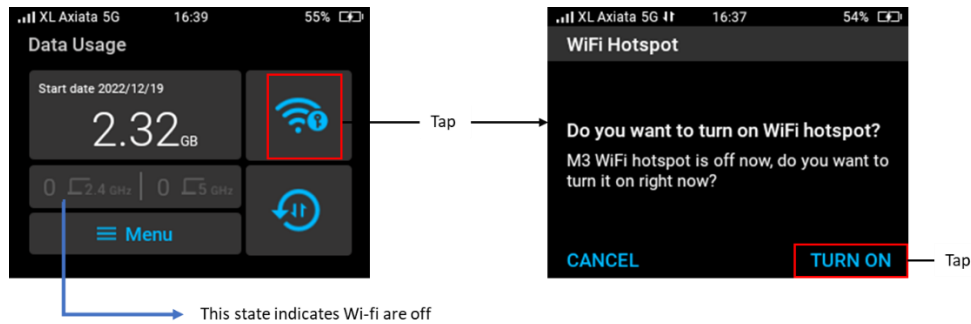 XL Axiata 5G 16:39 55%
Data Usage
Start date 2022/12/19
2.32 GB
0 2.4 GHz 0 5 GHz
Menu
Tap
This state indicates Wi-fi are off
XL Axiata 5G 16:37 54%
WiFi Hotspot
Do you want to turn on WiFi hotspot?
M3 WiFi hotspot is off now, do you want to
turn it on right now?
CANCEL TURN ON
Tap